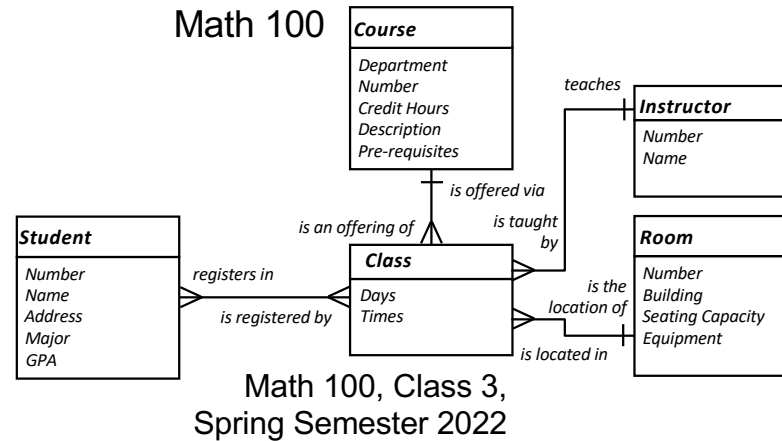 Math 100
Course
Department
Number
Credit Hours
Description
Pre-requisites
teaches
Instructor
Number
Name
is offered via
is an offering of
is taught
by
Student
Number
Name
Address
Major
GPA
registers in
is registered by
Class
Days
Times
Room
Number
Building
Seating Capacity
Equipment
is the
location of
is located in
Math 100, Class 3,
Spring Semester 2022